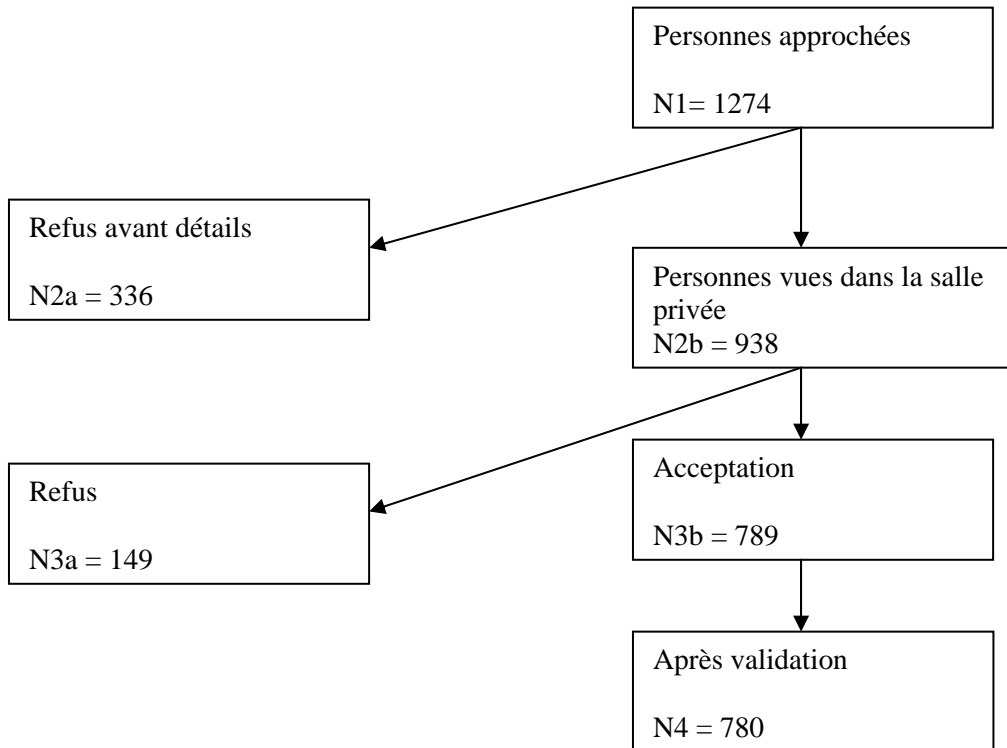 Personnes approchées
N1= 1274
Refus avant détails
N2a = 336
Personnes vues dans la salle
privée
N2b = 938
Refus
N3a = 149
Acceptation
N3b = 789
Après validation
N4 = 780